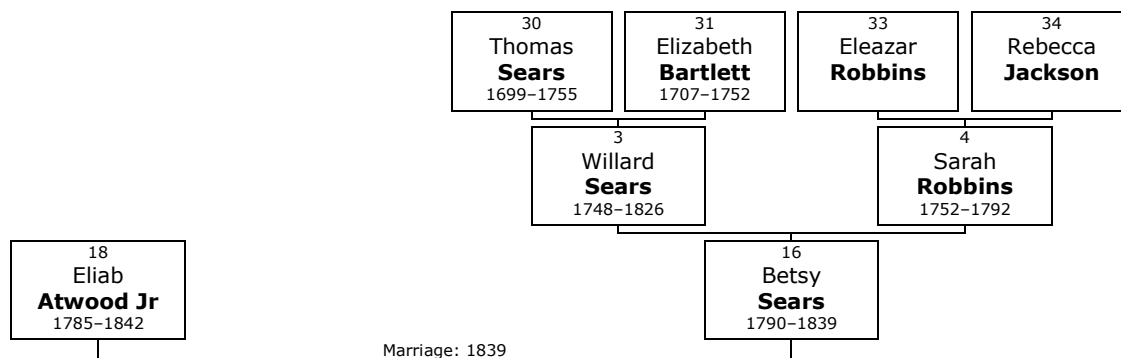 30
Thomas
Sears
1699–1755
31
Elizabeth
Bartlett
1707–1752
33
Eleazar
Robbins
34
Rebecca
Jackson
3
Willard
Sears
1748–1826
4
Sarah
Robbins
1752–1792
18
Eliab
Atwood Jr
1785–1842
16
Betsy
Sears
1790–1839
Marriage: 1839